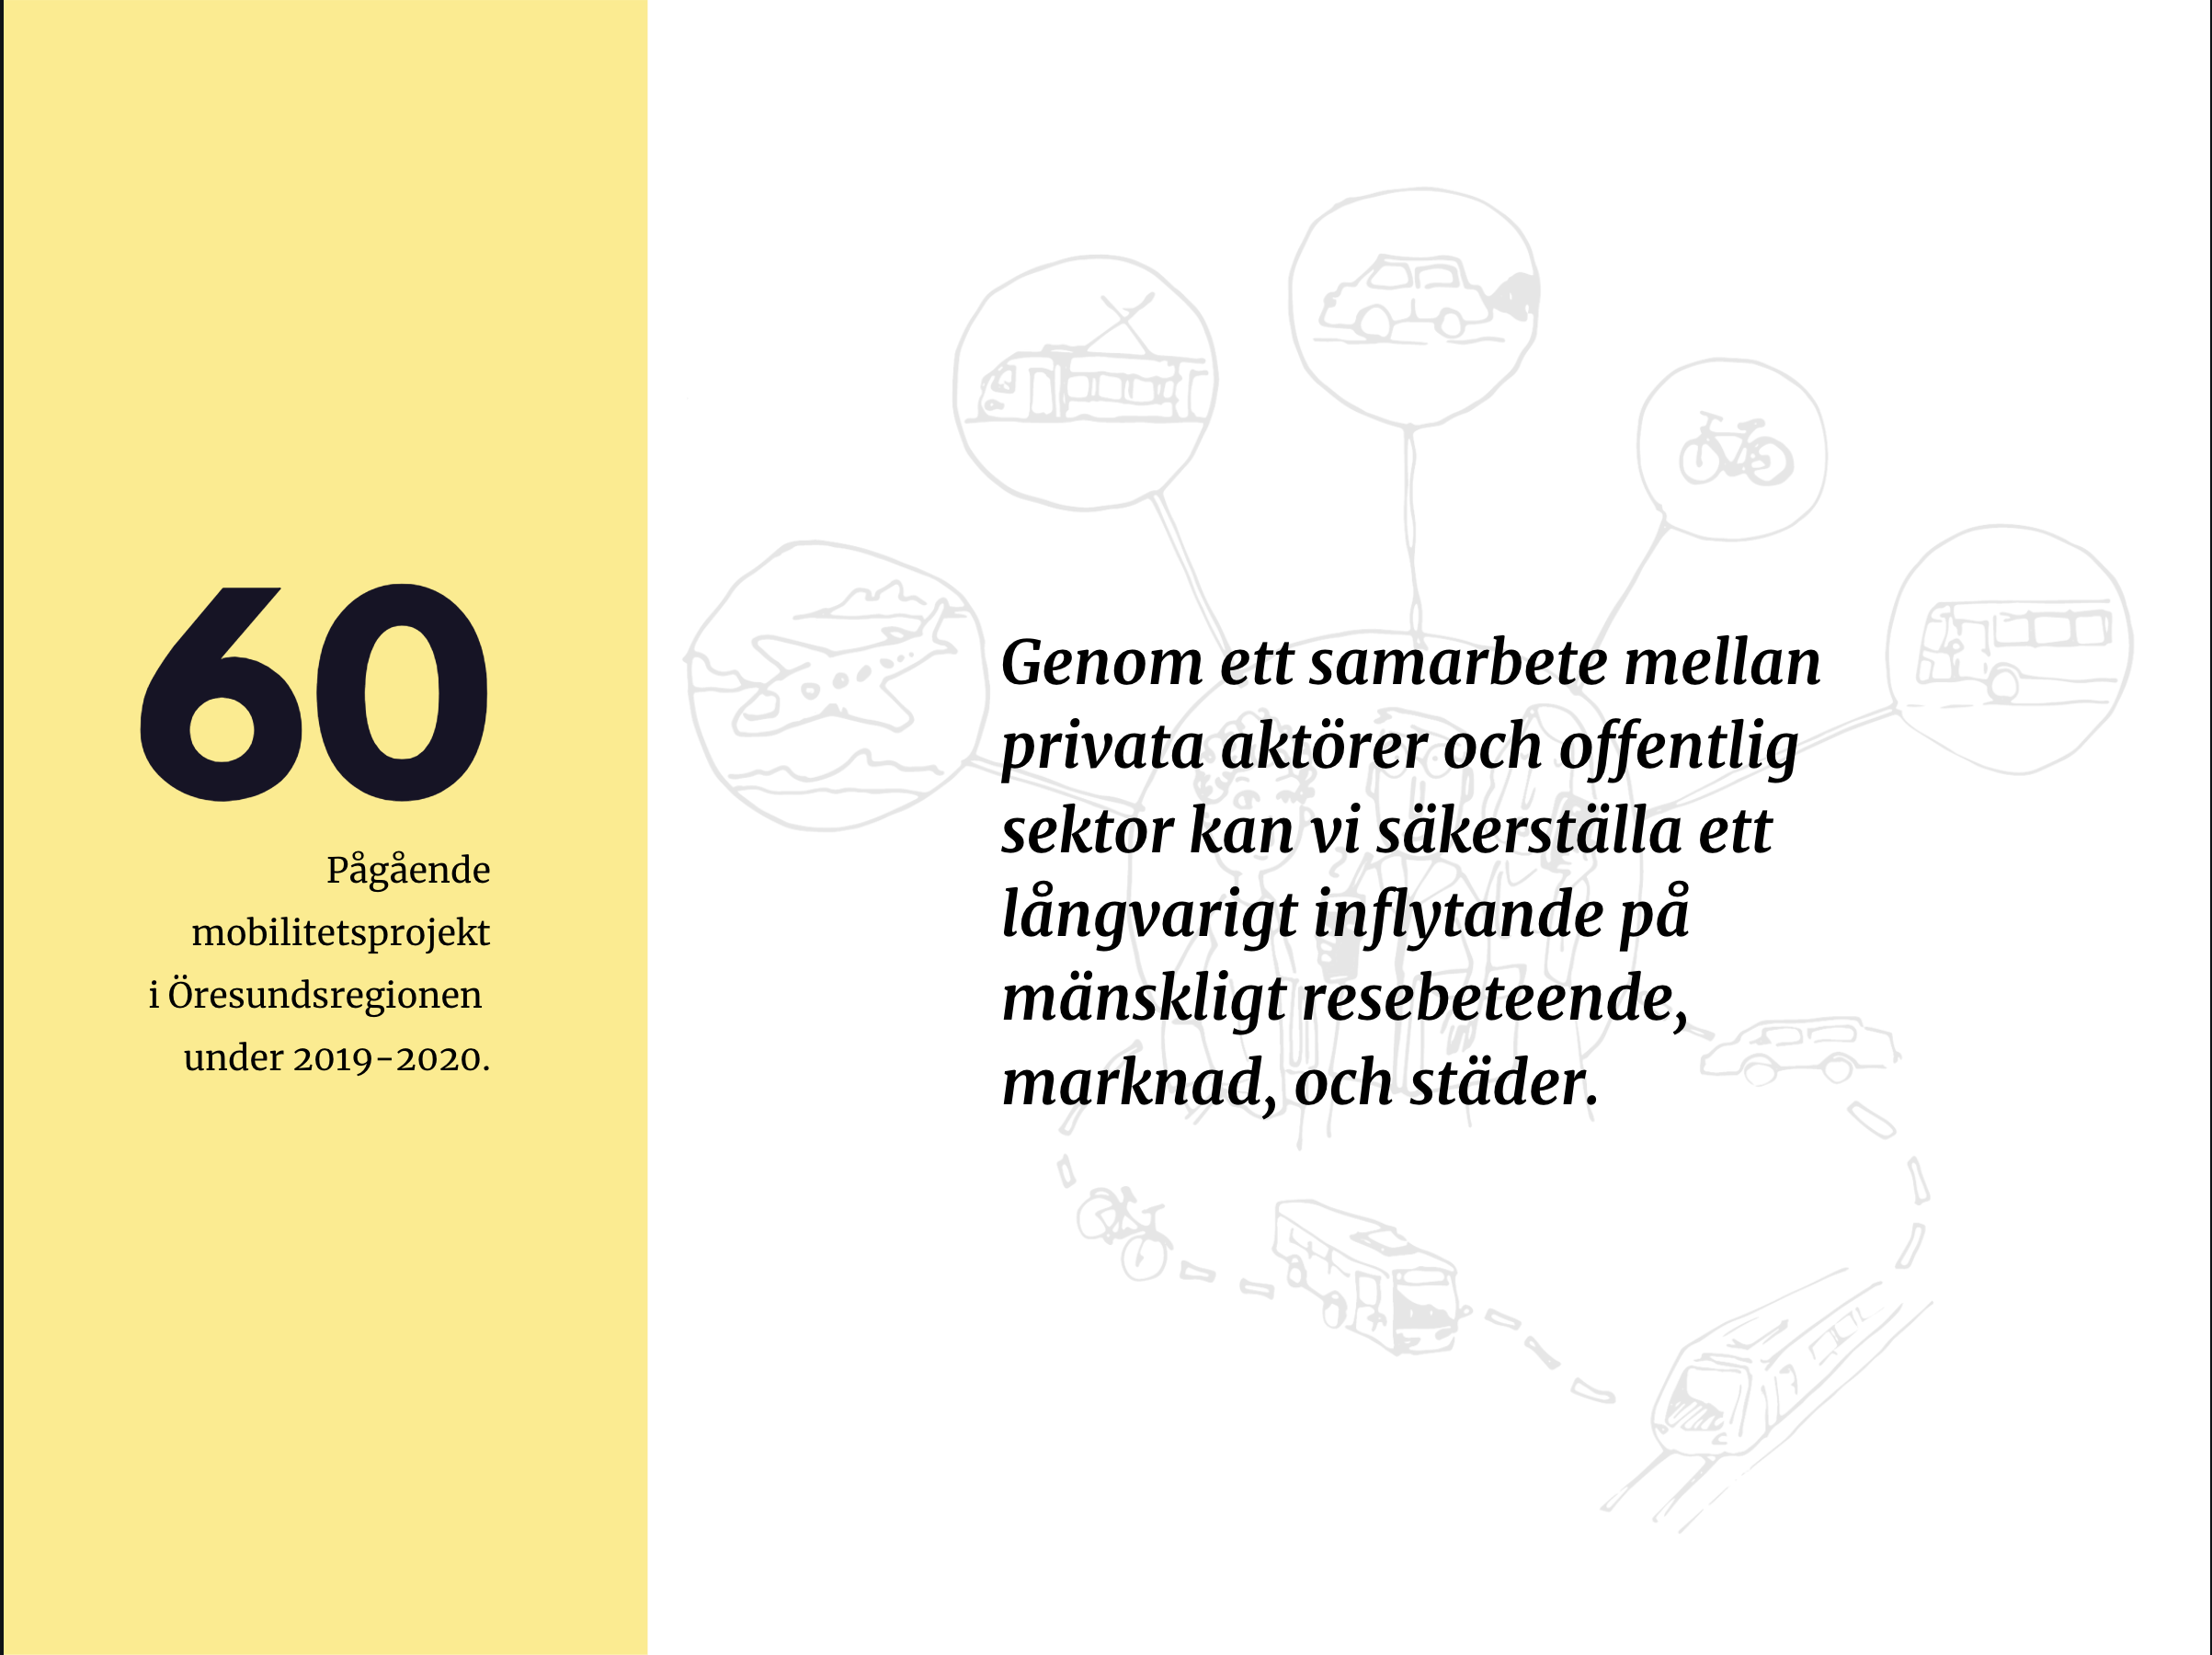 60
Pågående
mobilitetsprojekt
i Öresundsregionen
under 2019-2020.
Genom ett samarbete mellan
privata aktörer och offentlig
sektor kan vi säkerställa ett
långvarigt inflytande på
mänskligt resebeteende,
marknad, och städer.